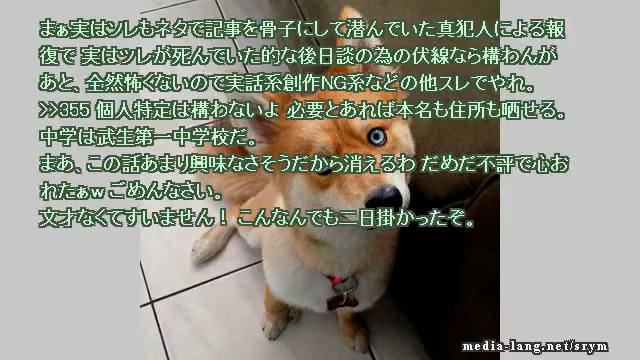 まぁ実はソレもネタで記事を骨子にして潜んでいた真犯人による報
復で 実はツレが死んでいた的な後日談の為の伏線なら構わんが
あと、全然怖くないので実話系創作NG系などの他スレでやれ。
>>355 個人特定は構わないよ 必要とあれば本名も住所も晒せる。
中学は武生第一中学校だ。
まあ、この話あまり興味なさそうだから消えるわ だめだ不評で心お
れたぁｗ ごめんなさい。
文才なくてすいません！ こんなんでも二日掛かったぞ。
media-lang.net/srym